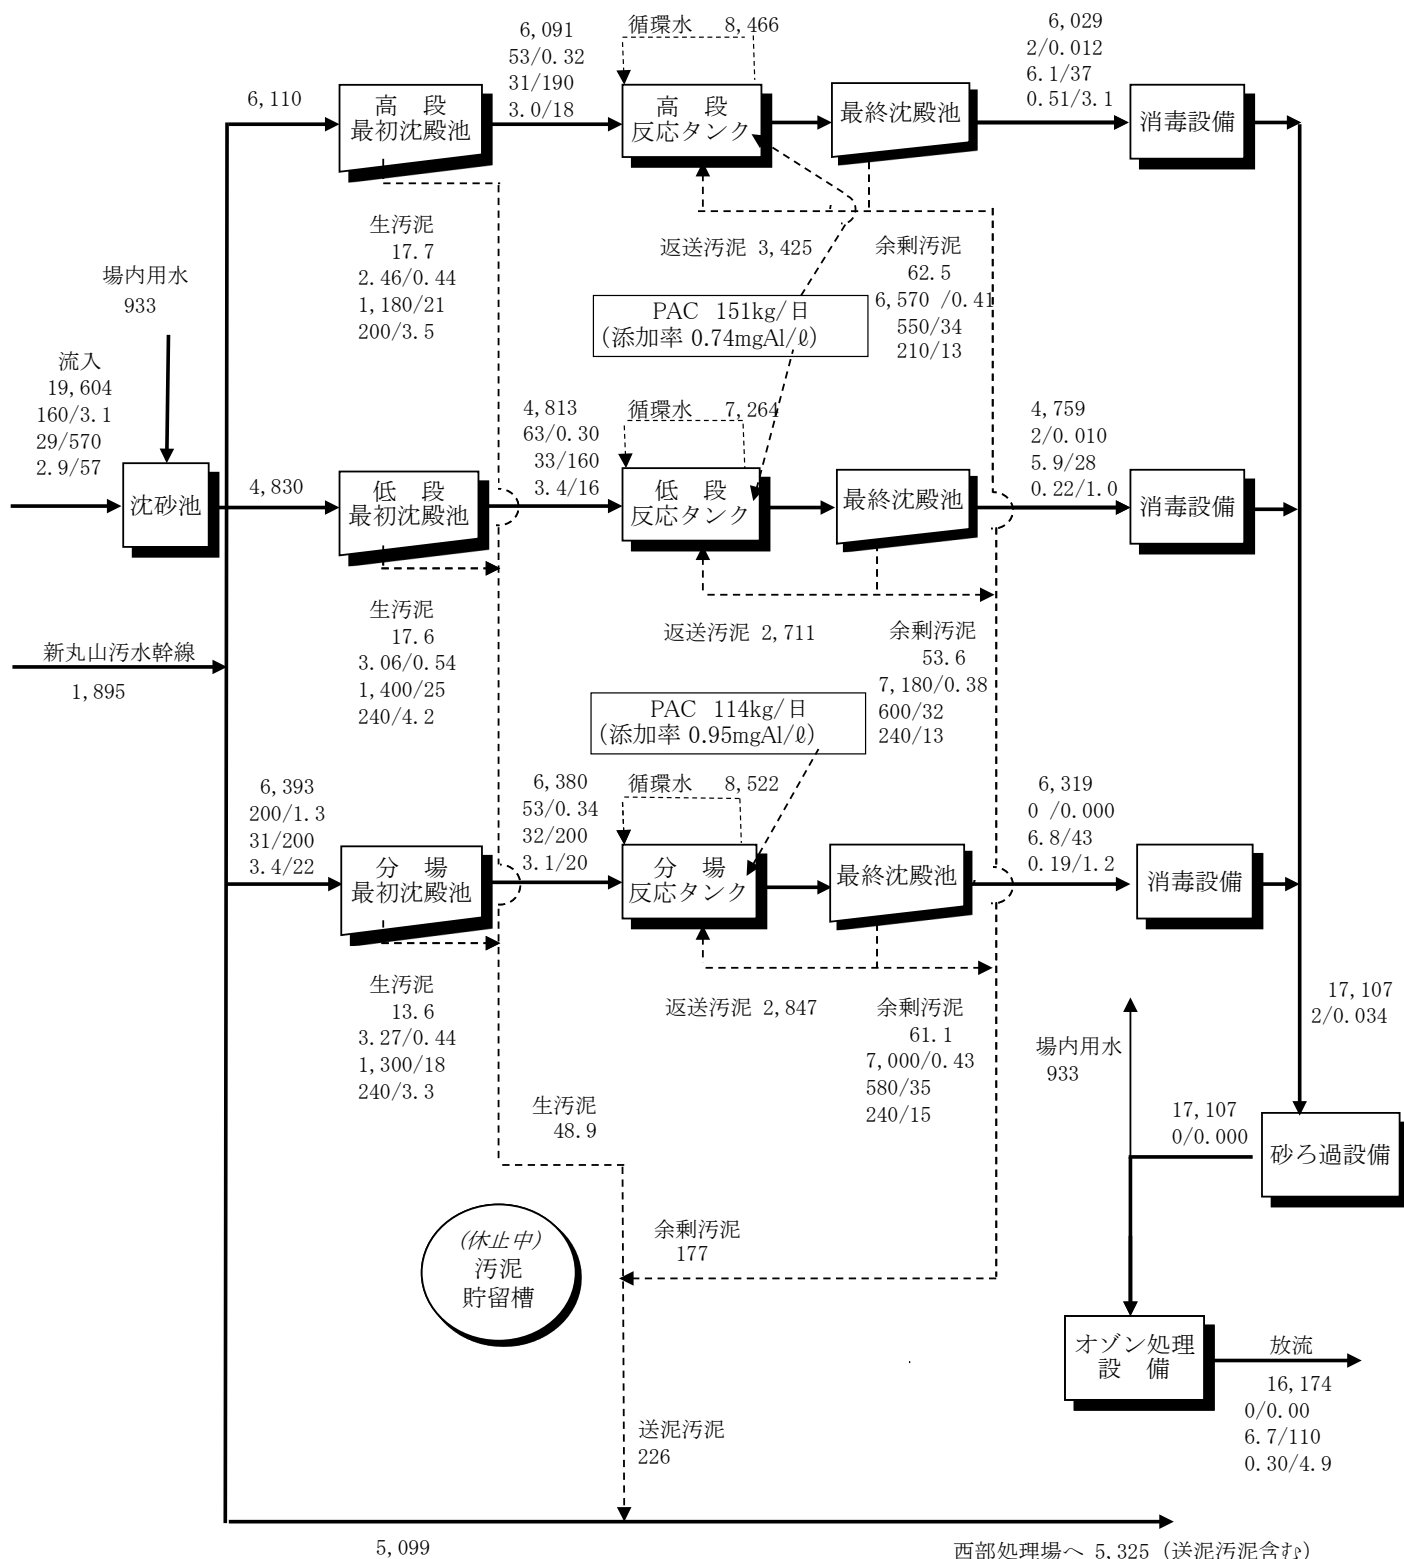 6,091
53/0.32
31/190
3.0/18
循環水 8,466
6,029
2/0.012
6.1/37
0.51/3.1
6,110
高 段
最初沈殿池
高 段
反応タンク
最終沈殿池
消毒設備
生汚泥
17.7
2.46/0.44
1,180/21
200/3.5
返送汚泥 3,425
余剰汚泥
62.5
6,570 /0.41
550/34
210/13
場内用水
933
PAC 151kg/日
(添加率 0.74mgAl/ℓ)
流入
19,604
160/3.1
29/570
2.9/57
沈砂池
4,830
低 段
最初沈殿池
4,813
63/0.30
33/160
3.4/16
循環水 7,264
低 段
反応タンク
最終沈殿池
4,759
2/0.010
5.9/28
0.22/1.0
消毒設備
生汚泥
17.6
3.06/0.54
1,400/25
240/4.2
返送汚泥 2,711
余剰汚泥
53.6
7,180/0.38
600/32
240/13
新丸山汚水幹線
1,895
PAC 114kg/日
(添加率 0.95mgAl/ℓ)
6,393
200/1.3
31/200
3.4/22
分 場
最初沈殿池
6,380
53/0.34
32/200
3.1/20
循環水 8,522
分 場
反応タンク
最終沈殿池
6,319
0 /0.000
6.8/43
0.19/1.2
消毒設備
生汚泥
13.6
3.27/0.44
1,300/18
240/3.3
返送汚泥 2,847
余剰汚泥
61.1
7,000/0.43
580/35
240/15
17,107
2/0.034
場内用水
933
生汚泥
48.9
17,107
0/0.000
砂ろ過設備
(休止中)
汚泥
貯留槽
余剰汚泥
177
オゾン処理
設 備
放流
16,174
0/0.00
6.7/110
0.30/4.9
送泥汚泥
226
5,099
西部処理場へ 5,325(送泥汚泥含む)